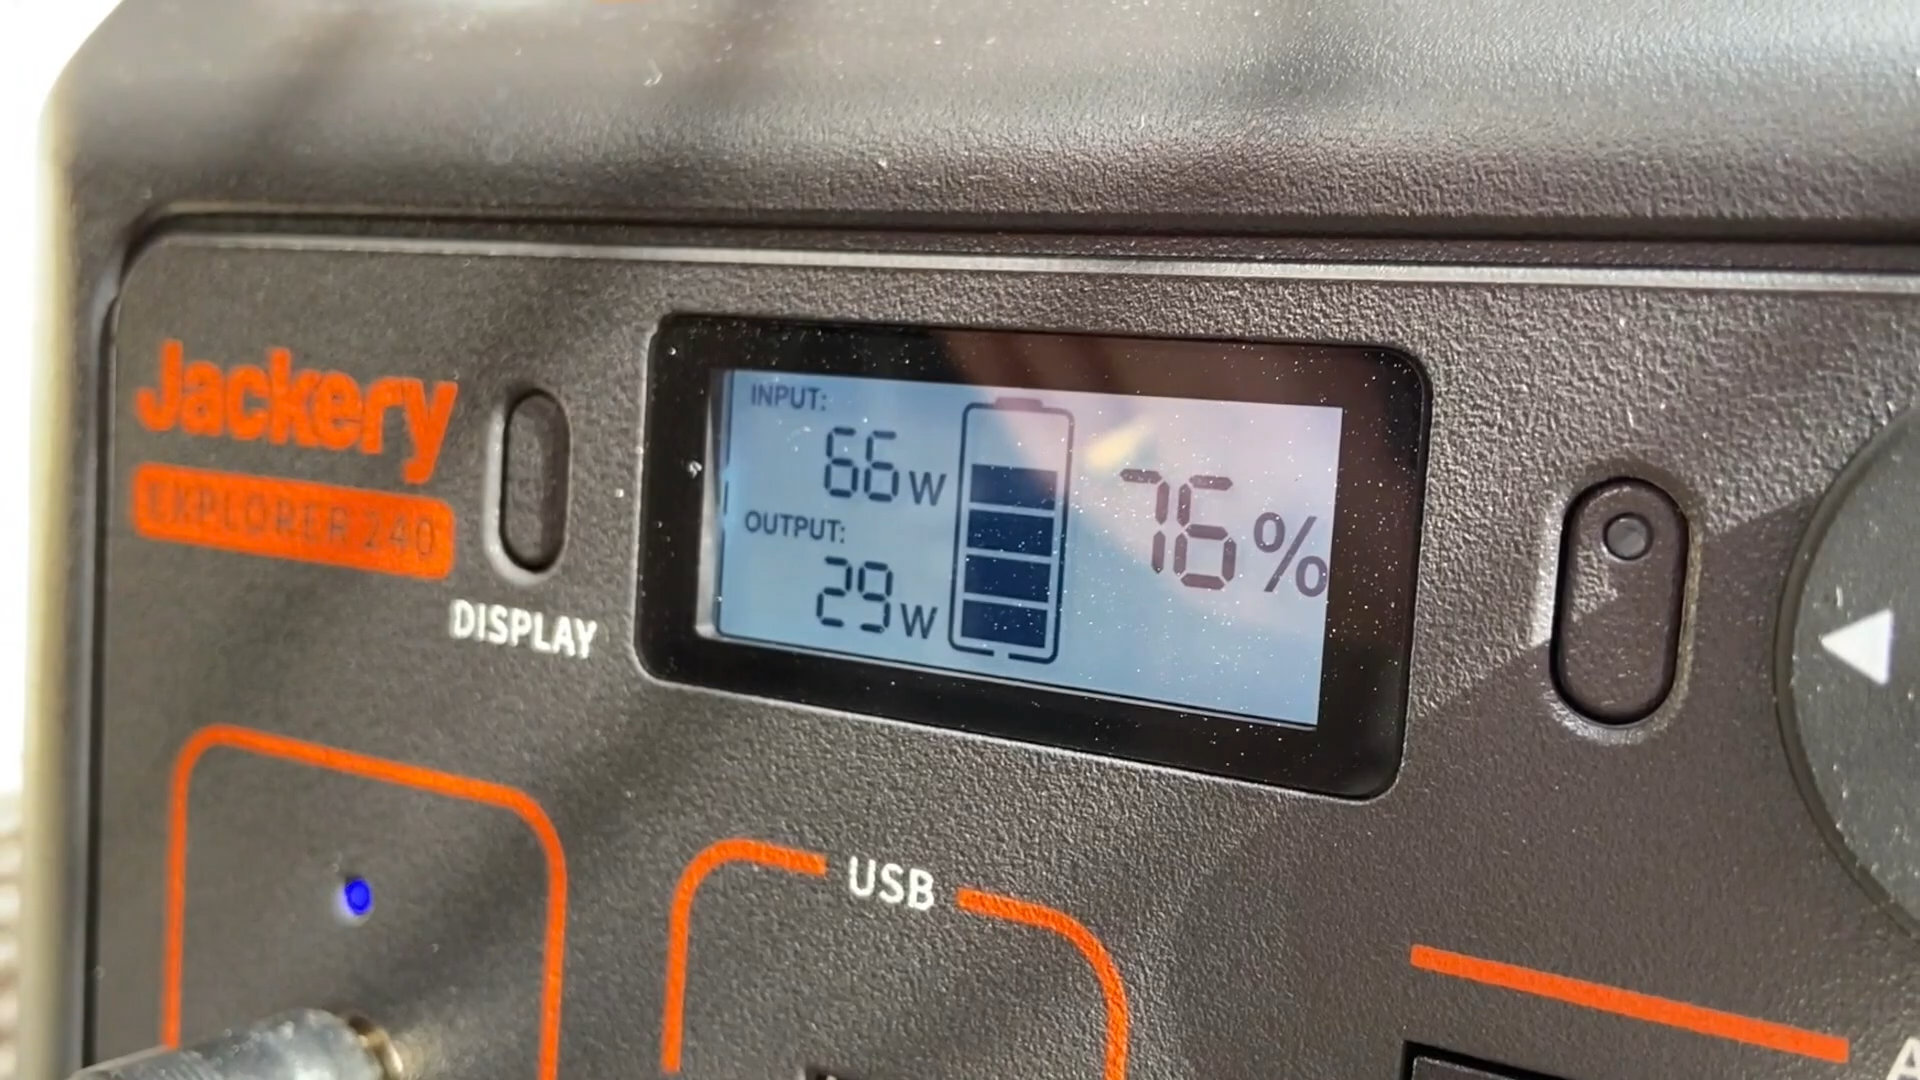 Jackery
EXPLORER 240
DISPLAY
INPUT:
66W
OUTPUT:
29W
76%
USB